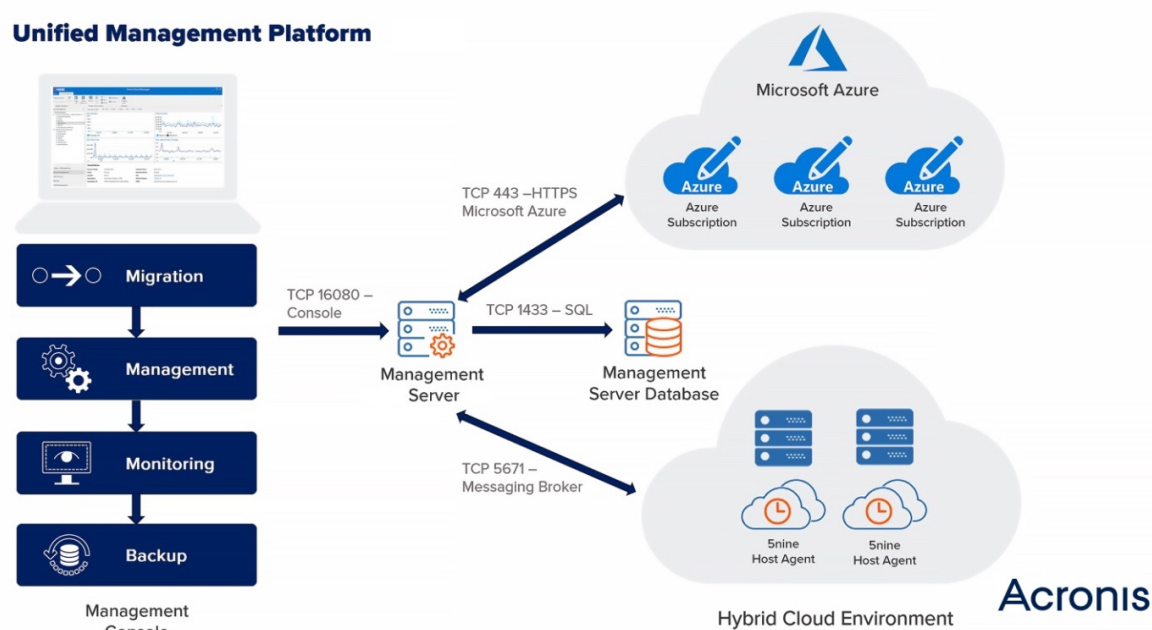 Unified Management Platform
Migration
Management
Monitoring
Backup
Management
Console
TCP 16080 –
Console
Management
Server
TCP 443 –HTTPS
Microsoft Azure
TCP 1433 – SQL
Management
Server Database
TCP 5671 –
Messaging Broker
Microsoft Azure
Azure
Azure
Azure
Azure
Subscription
Azure
Subscription
Azure
Subscription
5nine
Host Agent
5nine
Host Agent
Hybrid Cloud Environment
Acronis